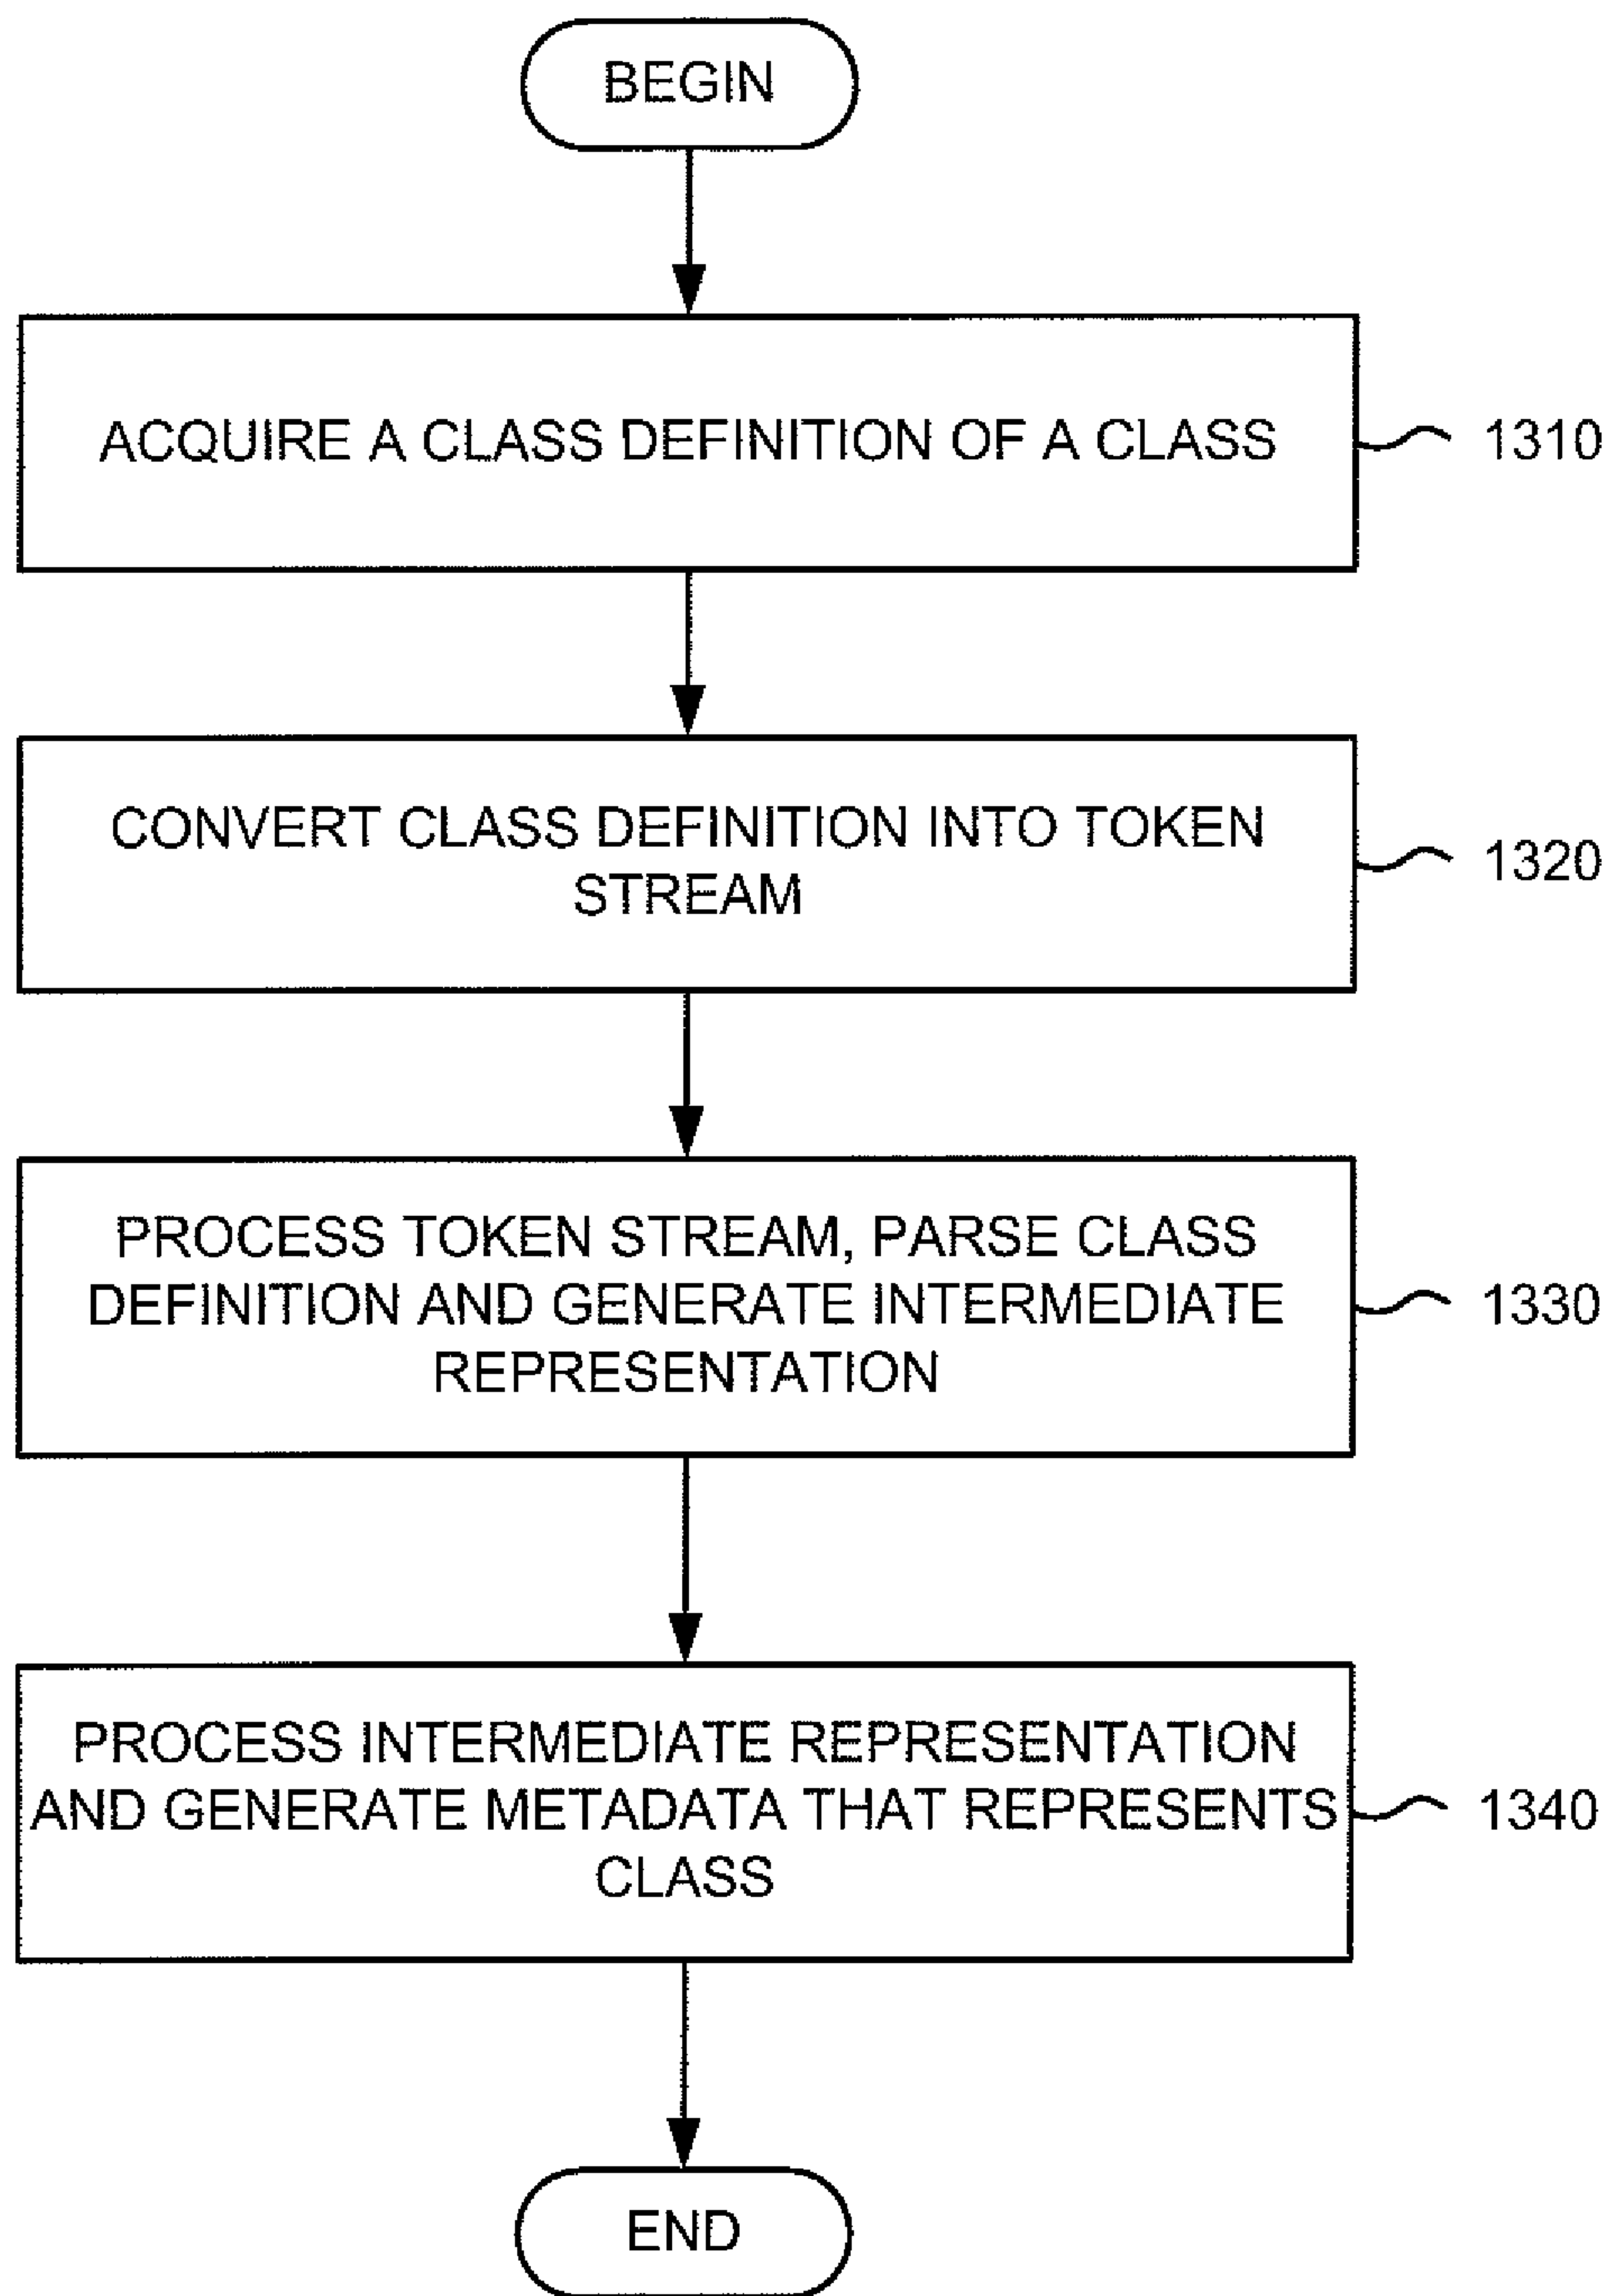 BEGIN
ACQUIRE A CLASS DEFINITION OF A CLASS
1310
CONVERT CLASS DEFINITION INTO TOKEN
STREAM
1320
PROCESS TOKEN STREAM, PARSE CLASS
DEFINITION AND GENERATE INTERMEDIATE
REPRESENTATION
1330
PROCESS INTERMEDIATE REPRESENTATION
AND GENERATE METADATA THAT REPRESENTS
CLASS
1340
END